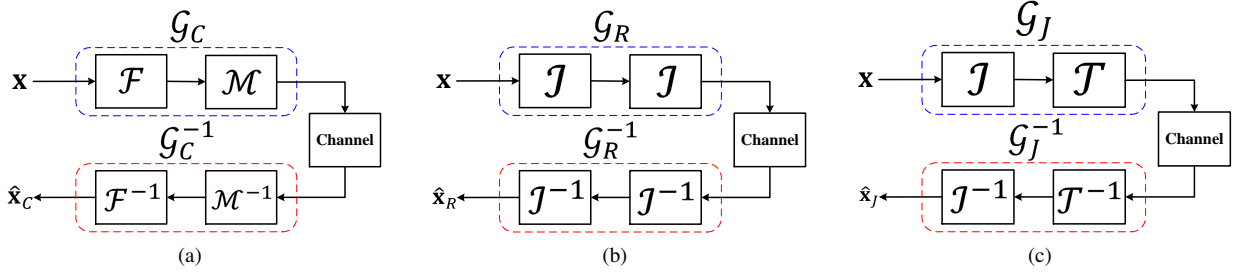 𝒢_C
𝐱 ℱ ℳ
Channel
𝒢_C^{-1}
𝐱̂_C ℱ^{-1} ℳ^{-1}
(a)
𝒢_R
𝐱 𝒥 𝒥
Channel
𝒢_R^{-1}
𝐱̂_R 𝒥^{-1} 𝒥^{-1}
(b)
𝒢_J
𝐱 𝒥 𝒯
Channel
𝒢_J^{-1}
𝐱̂_J 𝒥^{-1} 𝒯^{-1}
(c)